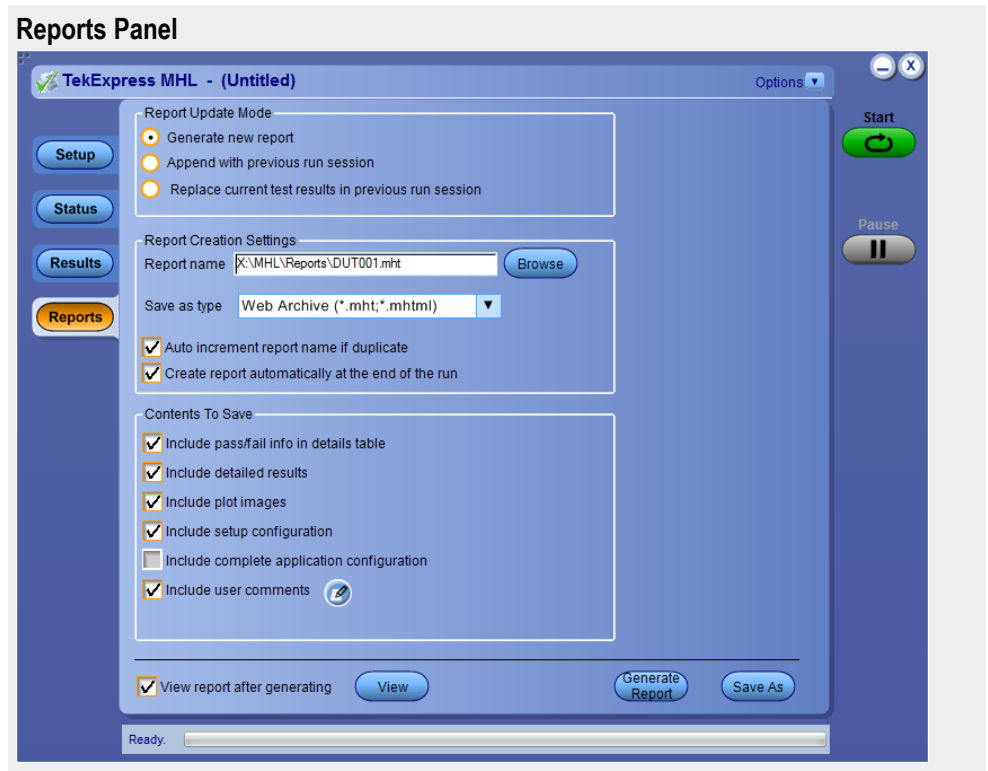 Reports Panel
TekExpress MHL - (Untitled)
Options
X
Start
Setup
Status
Results
Reports
Pause
Report Update Mode
Generate new report
Append with previous run session
Replace current test results in previous run session
Report Creation Settings
Report name X:\MHL\Reports\DUT001.mht Browse
Save as type Web Archive (*.mht;*.mhtml)
Auto increment report name if duplicate
Create report automatically at the end of the run
Contents To Save
Include pass/fail info in details table
Include detailed results
Include plot images
Include setup configuration
Include complete application configuration
Include user comments
View report after generating View
Generate
Report
Save As
Ready.